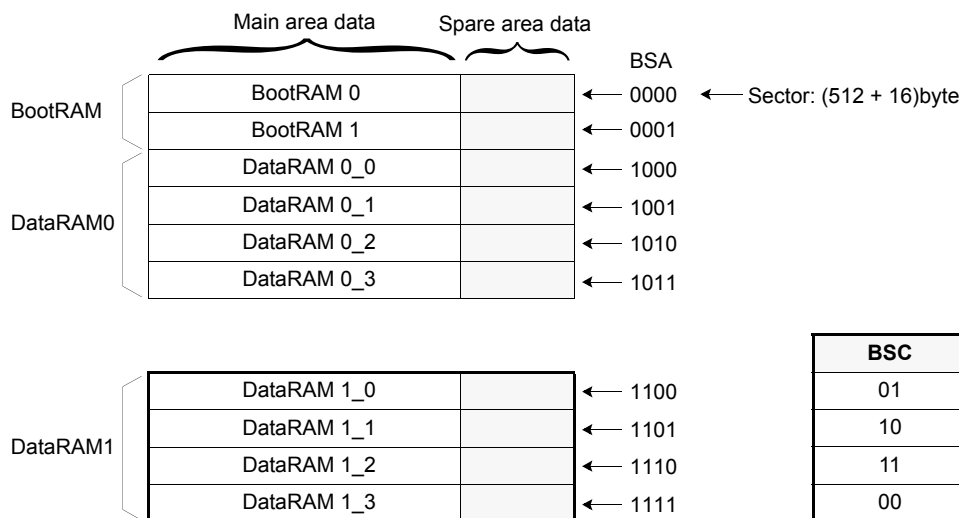 Main area data Spare area data
BSA
BootRAM
BootRAM 0 0000 Sector: (512 + 16)byte
BootRAM 1 0001
DataRAM0
DataRAM 0_0 1000
DataRAM 0_1 1001
DataRAM 0_2 1010
DataRAM 0_3 1011
BSC
DataRAM1
DataRAM 1_0 1100 01
DataRAM 1_1 1101 10
DataRAM 1_2 1110 11
DataRAM 1_3 1111 00